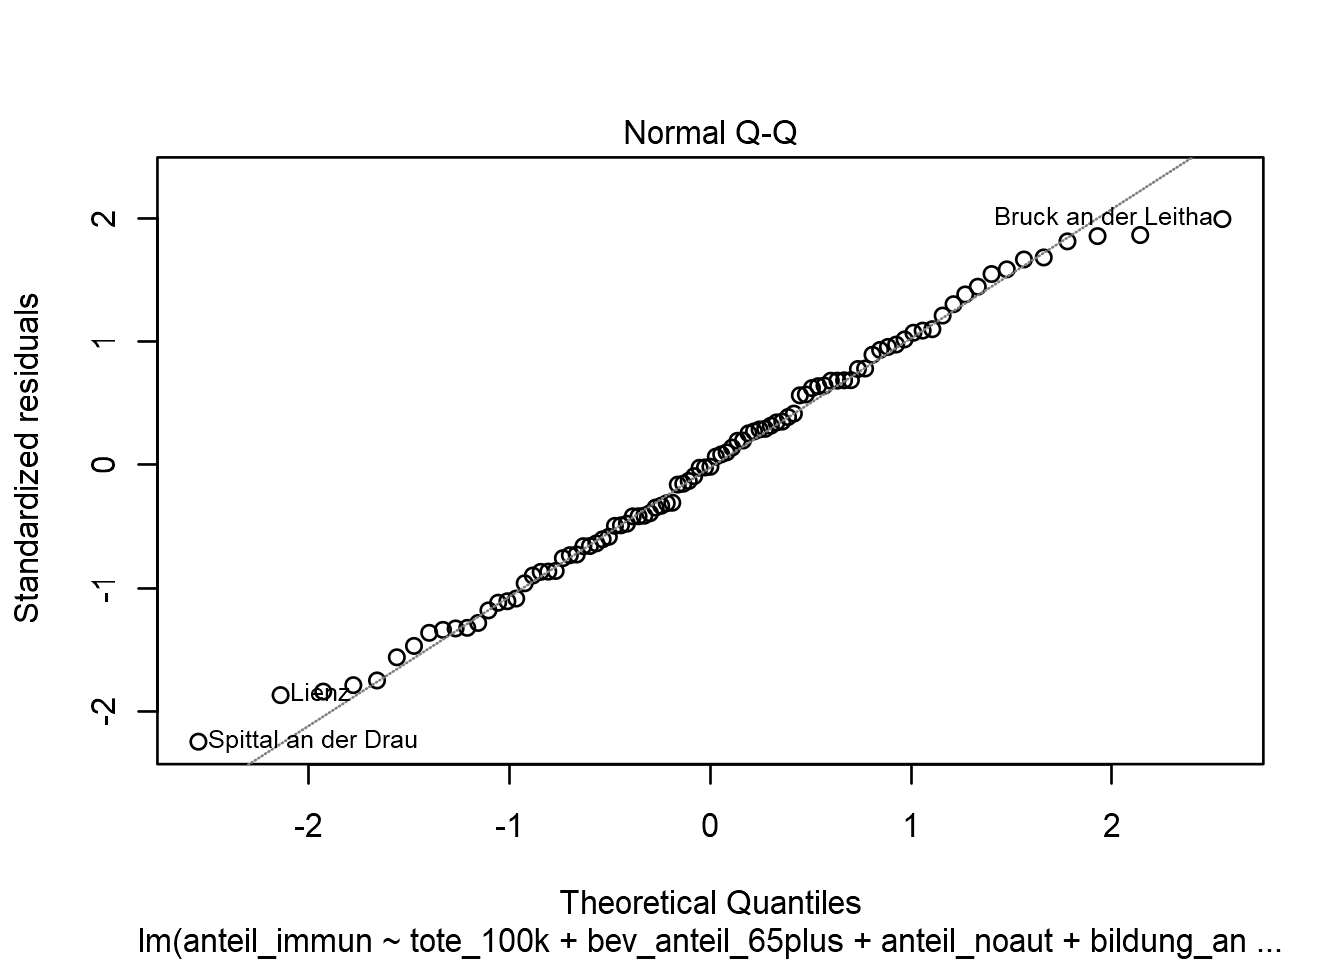 Normal Q-Q
Standardized residuals
2
1
0
-1
-2
Bruck an der Leitha
Lienz
Spittal an der Drau
-2 -1 0 1 2
Theoretical Quantiles
lm(anteil_immun ~ tote_100k + bev_anteil_65plus + anteil_noaut + bildung_an ...